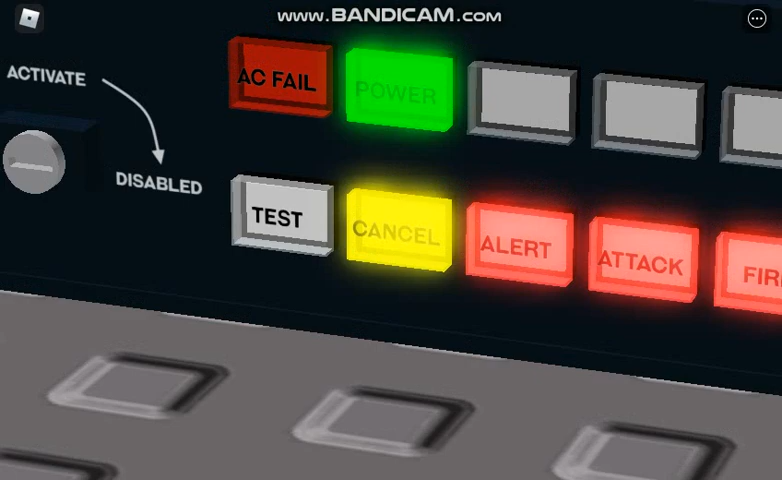 www.BANDICAM.com
ACTIVATE
DISABLED
AC FAIL
POWER
TEST
CANCEL
ALERT
ATTACK